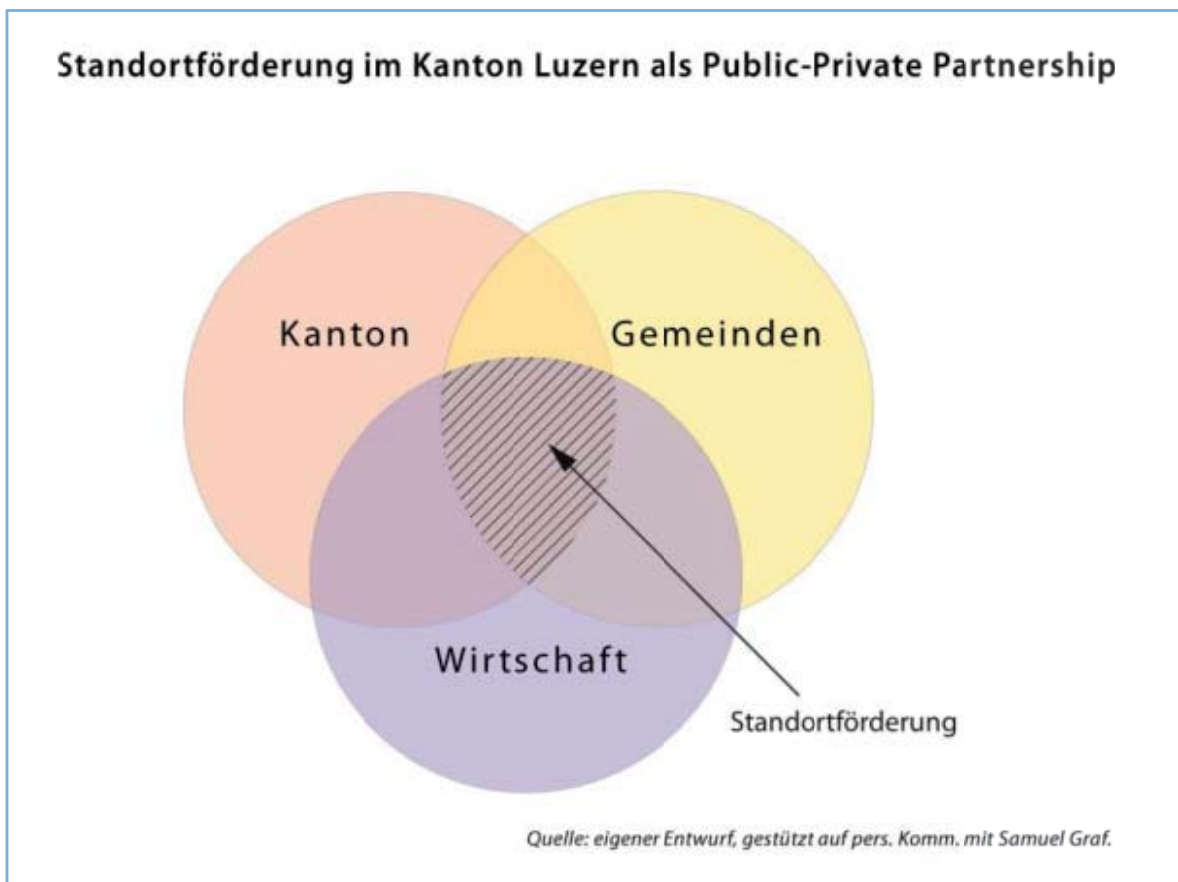 Standortförderung im Kanton Luzern als Public-Private Partnership
Kanton
Gemeinden
Wirtschaft
Standortförderung
Quelle: eigener Entwurf, gestützt auf pers. Komm. mit Samuel Graf.